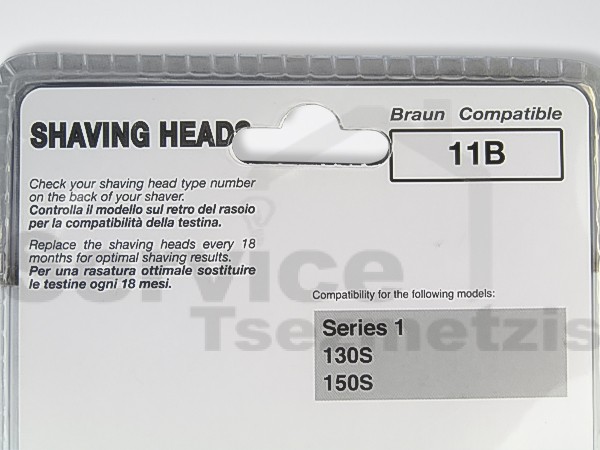 SHAVING HEADS
Braun Compatible
11B
Check your shaving head type number
on the back of your shaver.
Controlla il modello sul retro del rasoio
per la compatibilità della testina.
Replace the shaving heads every 18
months for optimal shaving results.
Per una rasatura ottimale sostituire
le testine ogni 18 mesi.
Compatibility for the following models:
Series 1
130S
150S
Service
Tsezmetzis